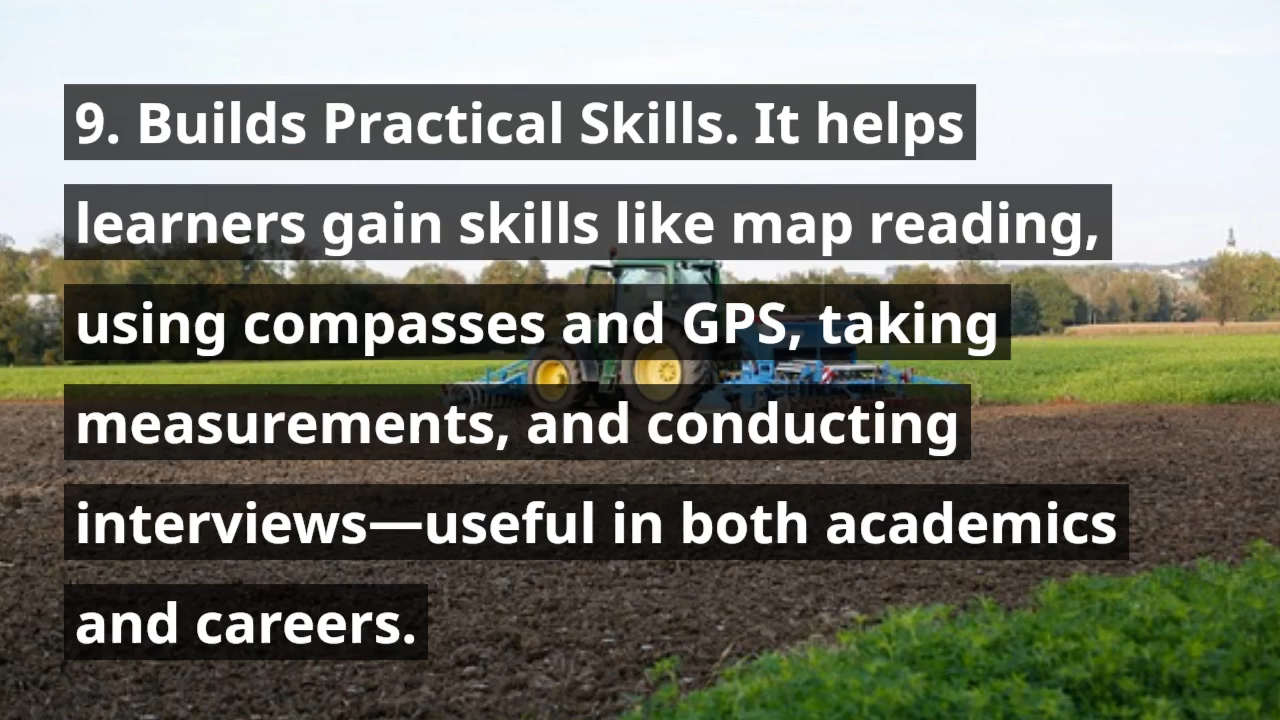 9. Builds Practical Skills. It helps
learners gain skills like map reading,
using compasses and GPS, taking
measurements, and conducting
interviews—useful in both academics
and careers.